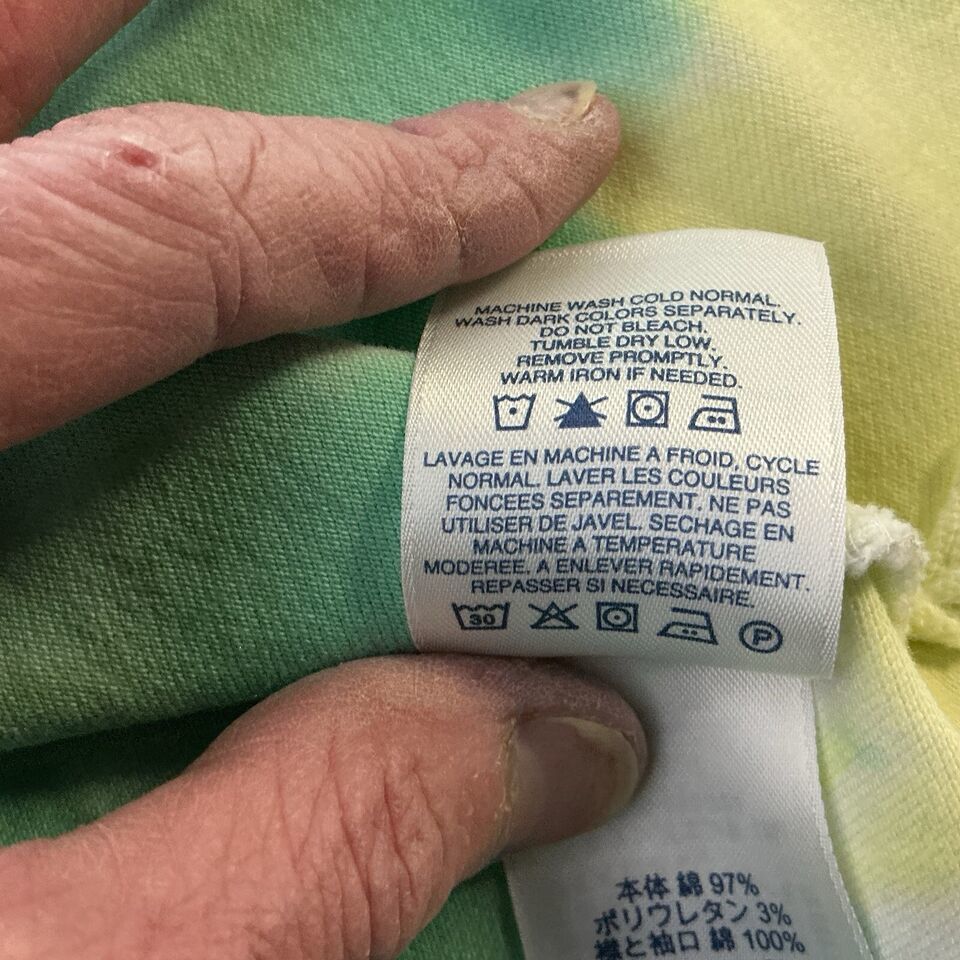 MACHINE WASH COLD NORMAL.
WASH DARK COLORS SEPARATELY.
DO NOT BLEACH.
TUMBLE DRY LOW.
REMOVE PROMPTLY.
WARM IRON IF NEEDED.
LAVAGE EN MACHINE A FROID, CYCLE
NORMAL. LAVER LES COULEURS
FONCEES SEPAREMENT. NE PAS
UTILISER DE JAVEL. SECHAGE EN
MACHINE A TEMPERATURE
MODEREE. A ENLEVER RAPIDEMENT.
REPASSER SI NECESSAIRE.
30 P
本体 綿 97%
ポリウレタン 3%
襟と袖口 綿 100%